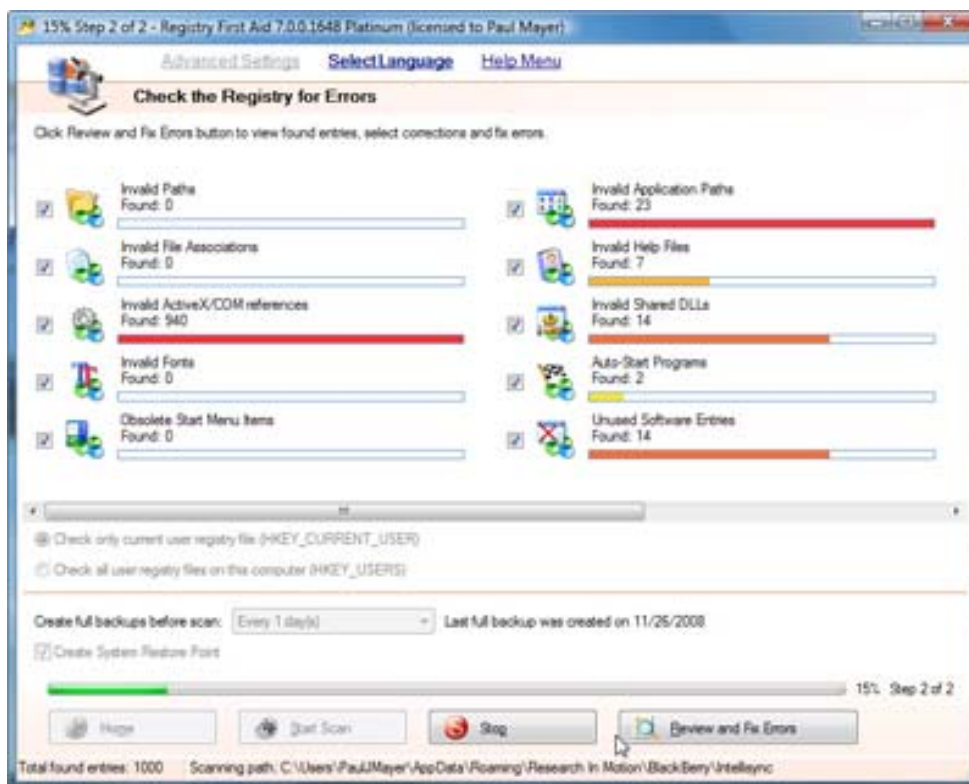 15% Step 2 of 2 - Registry First Aid 7.0.0.1648 Platinum (licensed to Paul Mayer)
Advanced Settings Select Language Help Menu
Check the Registry for Errors
Click Review and Fix Errors button to view found entries, select corrections and fix errors.
Invalid Paths
Found: 0
Invalid File Associations
Found: 0
Invalid ActiveX/COM references
Found: 940
Invalid Fonts
Found: 0
Obsolete Start Menu Items
Found: 0
Invalid Application Paths
Found: 23
Invalid Help Files
Found: 7
Invalid Shared DLLs
Found: 14
Auto-Start Programs
Found: 2
Unused Software Entries
Found: 14
Check only current user registry file (HKEY_CURRENT_USER)
Check all user registry files on this computer (HKEY_USERS)
Create full backups before scan: Every 1 day(s) Last full backup was created on 11/26/2008
Create System Restore Point
15% Step 2 of 2
Home Start Scan Stop Review and Fix Errors
Total found entries: 1000 Scanning path: C:\Users\PaulJMayer\AppData\Roaming\Research In Motion\BlackBerry\Intellisync